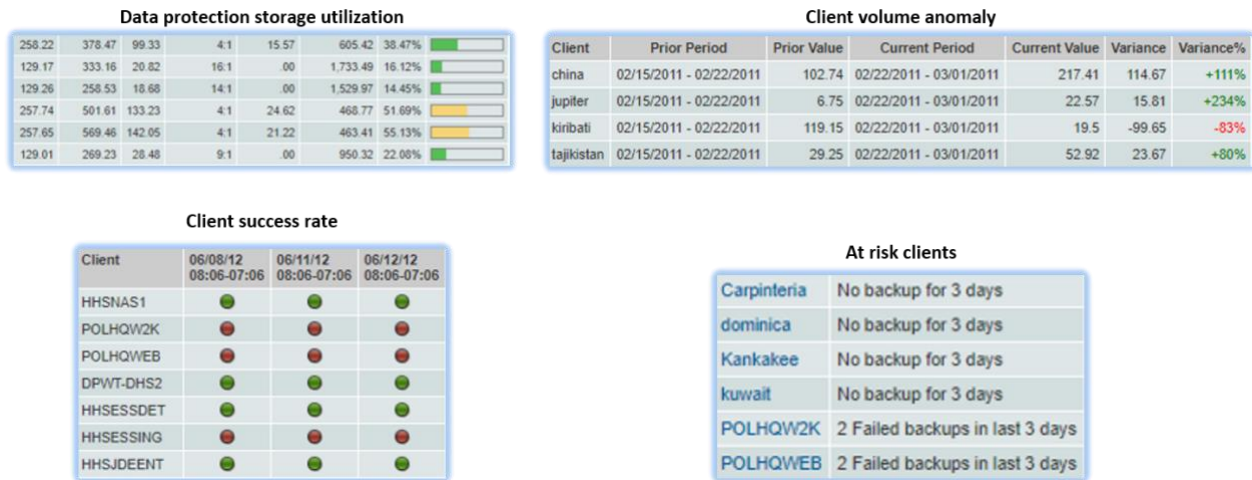 Data protection storage utilization
258.22 378.47 99.33 4:1 15.57 605.42 38.47%
129.17 333.16 20.82 16:1 .00 1,733.49 16.12%
129.26 258.53 18.68 14:1 .00 1,529.97 14.45%
257.74 501.61 133.23 4:1 24.62 468.77 51.69%
257.65 569.46 142.05 4:1 21.22 463.41 55.13%
129.01 269.23 28.48 9:1 .00 950.32 22.08%
Client volume anomaly
Client Prior Period Prior Value Current Period Current Value Variance Variance%
china 02/15/2011 - 02/22/2011 102.74 02/22/2011 - 03/01/2011 217.41 114.67 +111%
jupiter 02/15/2011 - 02/22/2011 6.75 02/22/2011 - 03/01/2011 22.57 15.81 +234%
kiribati 02/15/2011 - 02/22/2011 119.15 02/22/2011 - 03/01/2011 19.5 -99.65 -83%
tajikistan 02/15/2011 - 02/22/2011 29.25 02/22/2011 - 03/01/2011 52.92 23.67 +80%
Client success rate
Client 06/08/12 06/11/12 06/12/12
08:06-07:06 08:06-07:06 08:06-07:06
HHSNAS1
POLHQW2K
POLHQWEB
DPWT-DHS2
HHSESSDET
HHSESSING
HHSJDEENT
At risk clients
Carpinteria No backup for 3 days
dominica No backup for 3 days
Kankakee No backup for 3 days
kuwait No backup for 3 days
POLHQW2K 2 Failed backups in last 3 days
POLHQWEB 2 Failed backups in last 3 days